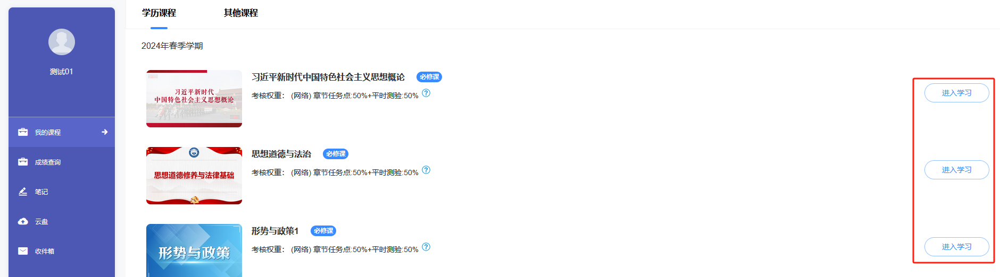 学历课程
其他课程
测试01
我的课程
成绩查询
笔记
云盘
收件箱
2024年春季学期
习近平新时代
中国特色社会主义思想概论
习近平新时代中国特色社会主义思想概论
必修课
考核权重： (网络) 章节任务点:50%+平时测验:50% ?
进入学习
思想道德修养与法律基础
思想道德与法治
必修课
考核权重： (网络) 章节任务点:50%+平时测验:50% ?
进入学习
形势与政策
形势与政策1
必修课
考核权重： (网络) 章节任务点:50%+平时测验:50% ?
进入学习